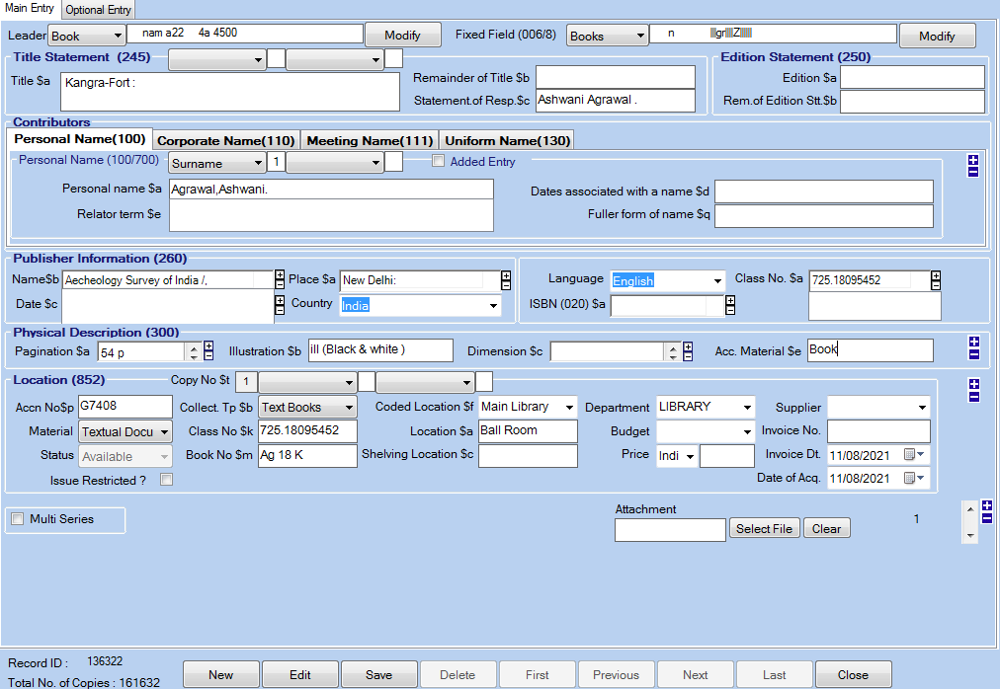 Main Entry Optional Entry
Leader Book nam a22 4a 4500 Modify Fixed Field (006/8) Books n Modify
Title Statement (245) Edition Statement (250)
Title $a Kangra-Fort : Remainder of Title $b Edition $a
Statement.of Resp.$c Ashwani Agrawal . Rem.of Edition Stt.$b
Contributors
Personal Name(100) Corporate Name(110) Meeting Name(111) Uniform Name(130)
Personal Name (100/700) Surname 1 Added Entry
Personal name $a Agrawal,Ashwani. Dates associated with a name $d
Relator term $e Fuller form of name $q
Publisher Information (260)
Name$b Aecheology Survey of India /, Place $a New Delhi: Language English Class No. $a 725.18095452
Date $c Country India ISBN (020) $a
Physical Description (300)
Pagination $a 54 p Illustration $b ill (Black & white ) Dimension $c Acc. Material $e Book
Location (852) Copy No $t 1
Accn No$p G7408 Collect. Tp $b Text Books Coded Location $f Main Library Department LIBRARY Supplier
Material Textual Docu Class No $k 725.18095452 Location $a Ball Room Budget Invoice No.
Status Available Book No $m Ag 18 K Shelving Location $c Price Indi Invoice Dt. 11/08/2021
Issue Restricted ? Date of Acq. 11/08/2021
Multi Series Attachment 1
Select File Clear
Record ID : 136322
Total No. of Copies : 161632 New Edit Save Delete First Previous Next Last Close